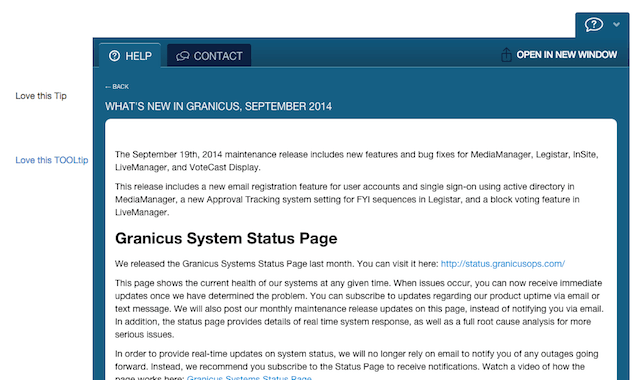 HELP
CONTACT
OPEN IN NEW WINDOW
←BACK
Love this Tip
WHAT'S NEW IN GRANICUS, SEPTEMBER 2014
Love this TOOLtip
The September 19th, 2014 maintenance release includes new features and bug fixes for MediaManager, Legistar, InSite,
LiveManager, and VoteCast Display.
This release includes a new email registration feature for user accounts and single sign-on using active directory in
MediaManager, a new Approval Tracking system setting for FYI sequences in Legistar, and a block voting feature in
LiveManager.
Granicus System Status Page
We released the Granicus Systems Status Page last month. You can visit it here: http://status.granicusops.com/
This page shows the current health of our systems at any given time. When issues occur, you can now receive immediate
updates once we have determined the problem. You can subscribe to updates regarding our product uptime via email or
text message. We will also post our monthly maintenance release updates on this page, instead of notifying you via email.
In addition, the status page provides details of real time system response, as well as a full root cause analysis for more
serious issues.
In order to provide real-time updates on system status, we will no longer rely on email to notify you of any outages going
forward. Instead, we recommend you subscribe to the Status Page to receive notifications. Watch a video of how the
page works here: Granicus Systems Status Page